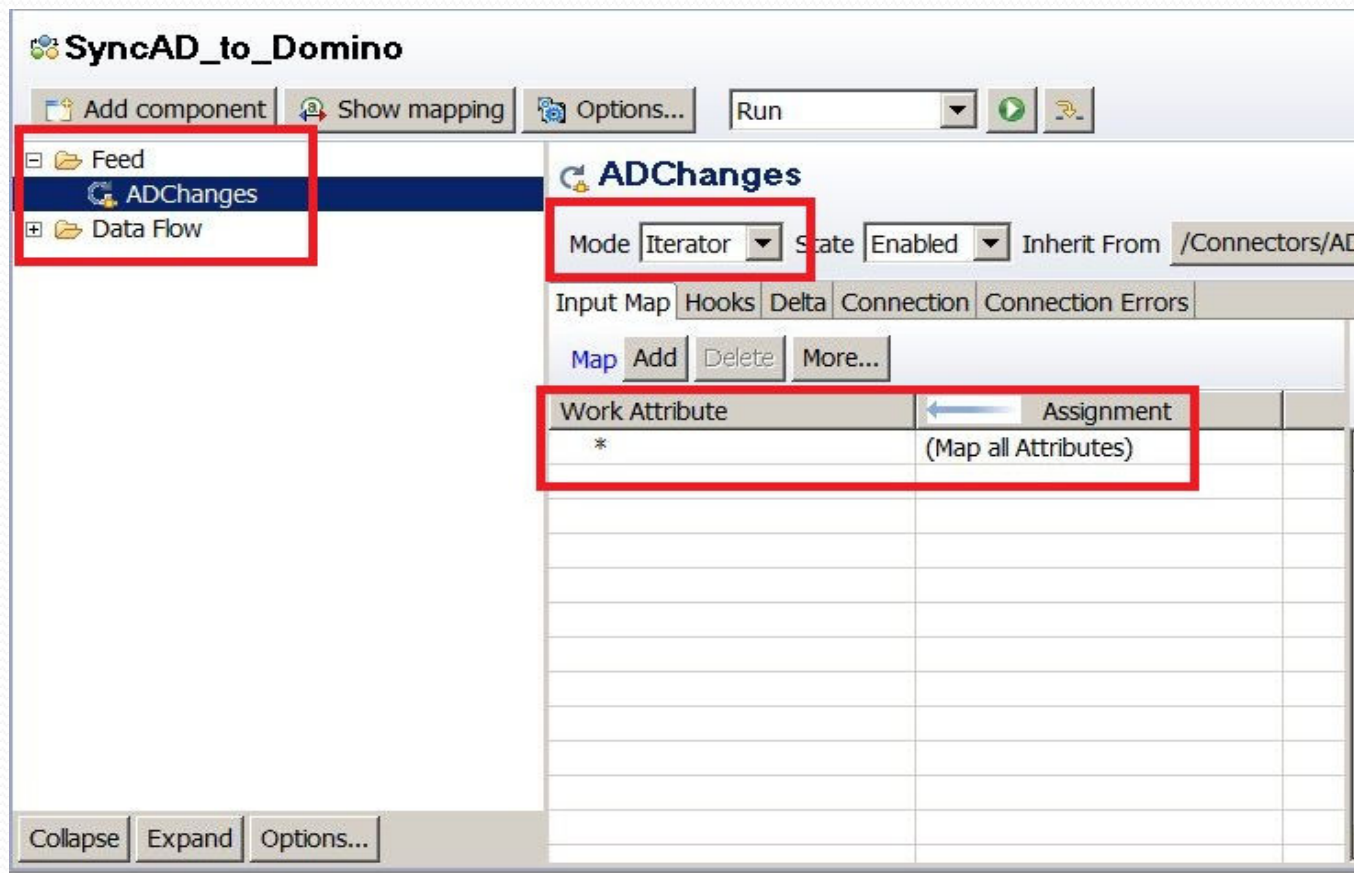 SyncAD_to_Domino
Add component Show mapping Options... Run
Feed
ADChanges
Data Flow
ADChanges
Mode Iterator State Enabled Inherit From /Connectors/AD
Input Map Hooks Delta Connection Connection Errors
Map Add Delete More...
Work Attribute Assignment
* (Map all Attributes)
Collapse Expand Options...